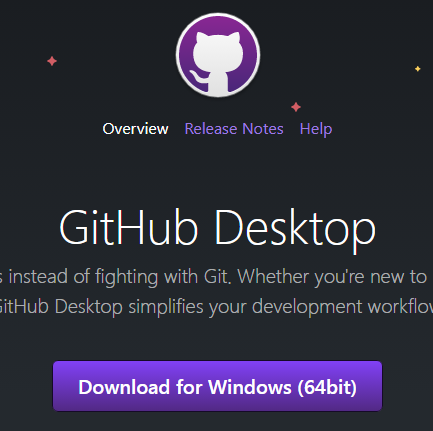 Overview Release Notes Help
GitHub Desktop
s instead of fighting with Git. Whether you're new to
GitHub Desktop simplifies your development workflow
Download for Windows (64bit)